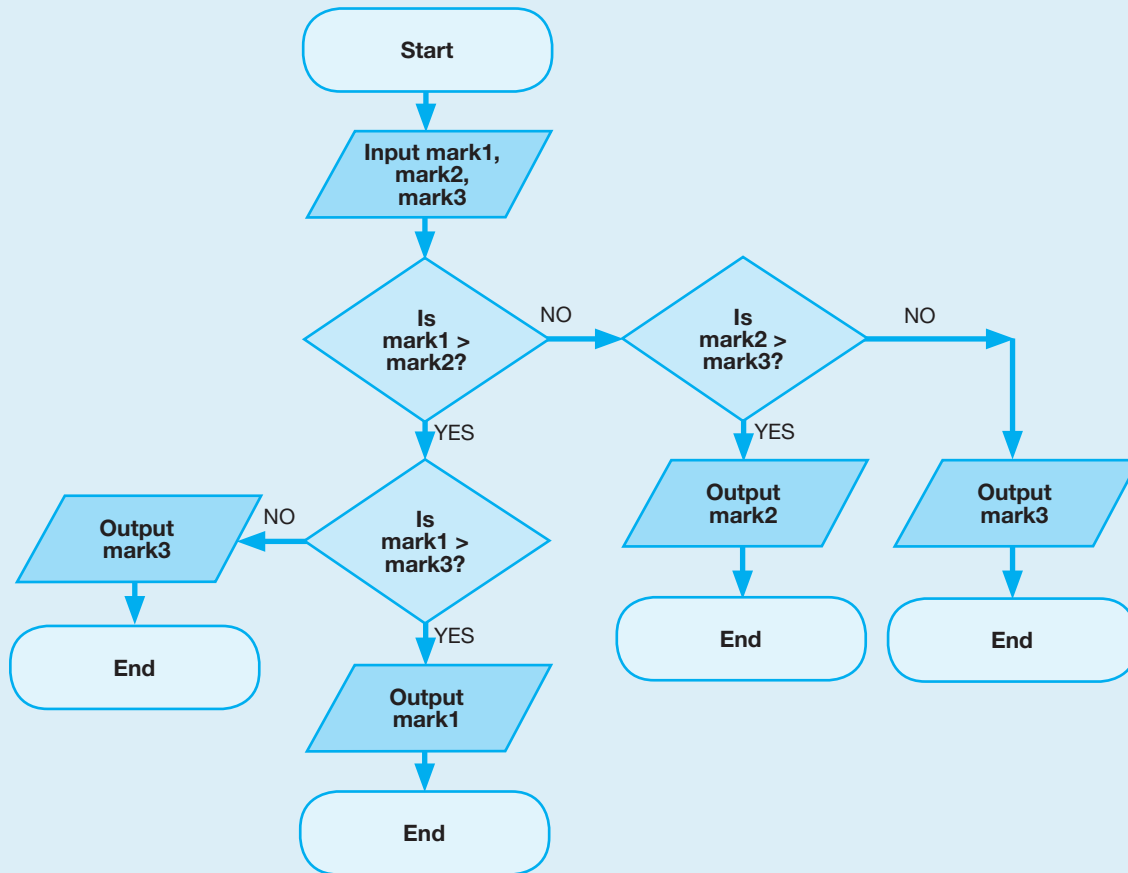 Start
Input mark1,
mark2,
mark3
Is
mark1 >
mark2?
NO
Is
mark2 >
mark3?
NO
YES
YES
Output
mark2
Output
mark3
Output
mark3
NO
Is
mark1 >
mark3?
End
End
YES
End
Output
mark1
End